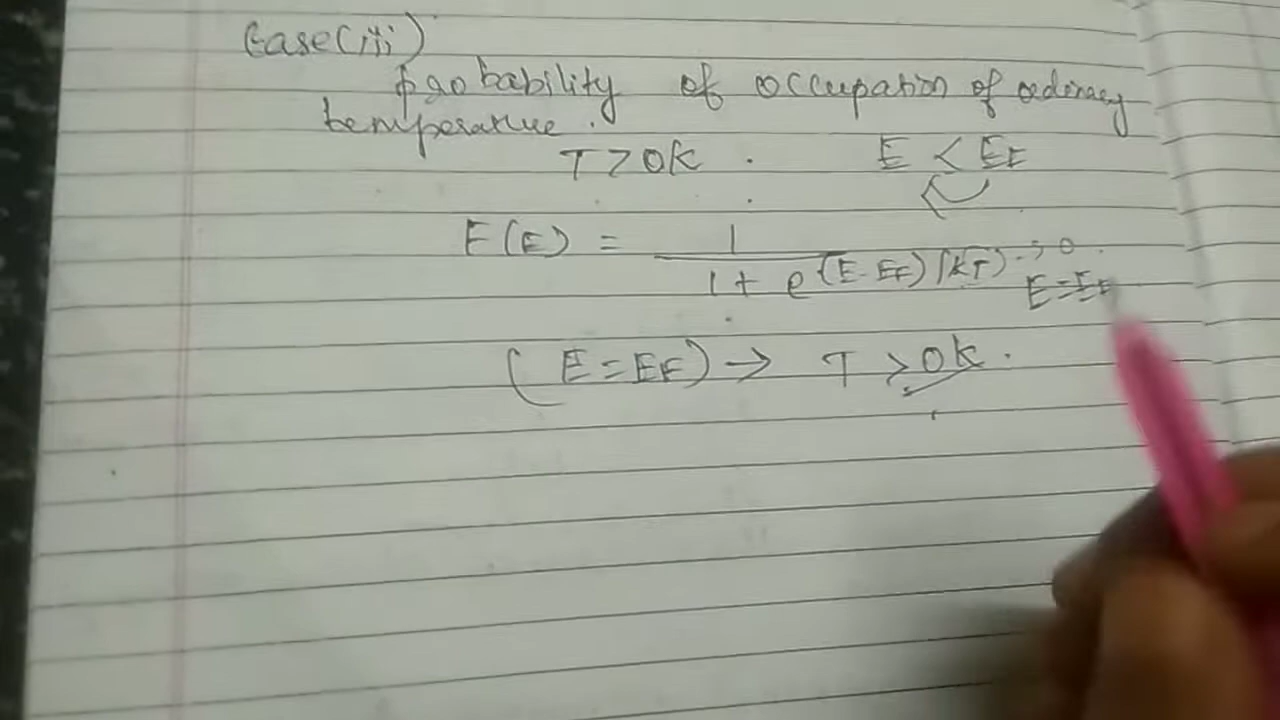 Case(iii)
probability of occupation of ordinary
temperature.
T > 0K . E < EF
F(E) = 1
1 + e(E-EF)/(KT) → 0
E=EF
(E=EF) → T > 0K.